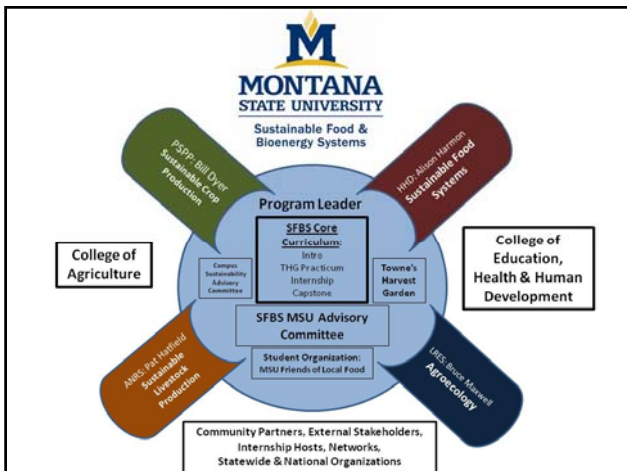 M
MONTANA
STATE UNIVERSITY
Sustainable Food &
Bioenergy Systems
PSPP: Bill Dyer
Sustainable Crop
Production
HHD: Alison Harmon
Sustainable Food
Systems
Program Leader
SFBS Core
Curriculum:
Intro
THG Practicum
Internship
Capstone
College of
Agriculture
Campus
Sustainability
Advisory
Committee
Towne's
Harvest
Garden
College of
Education,
Health & Human
Development
SFBS MSU Advisory
Committee
Student Organization:
MSU Friends of Local Food
ANRS: Pat Hatfield
Sustainable
Livestock
Production
LRES: Bruce Maxwell
Agroecology
Community Partners, External Stakeholders,
Internship Hosts, Networks,
Statewide & National Organizations